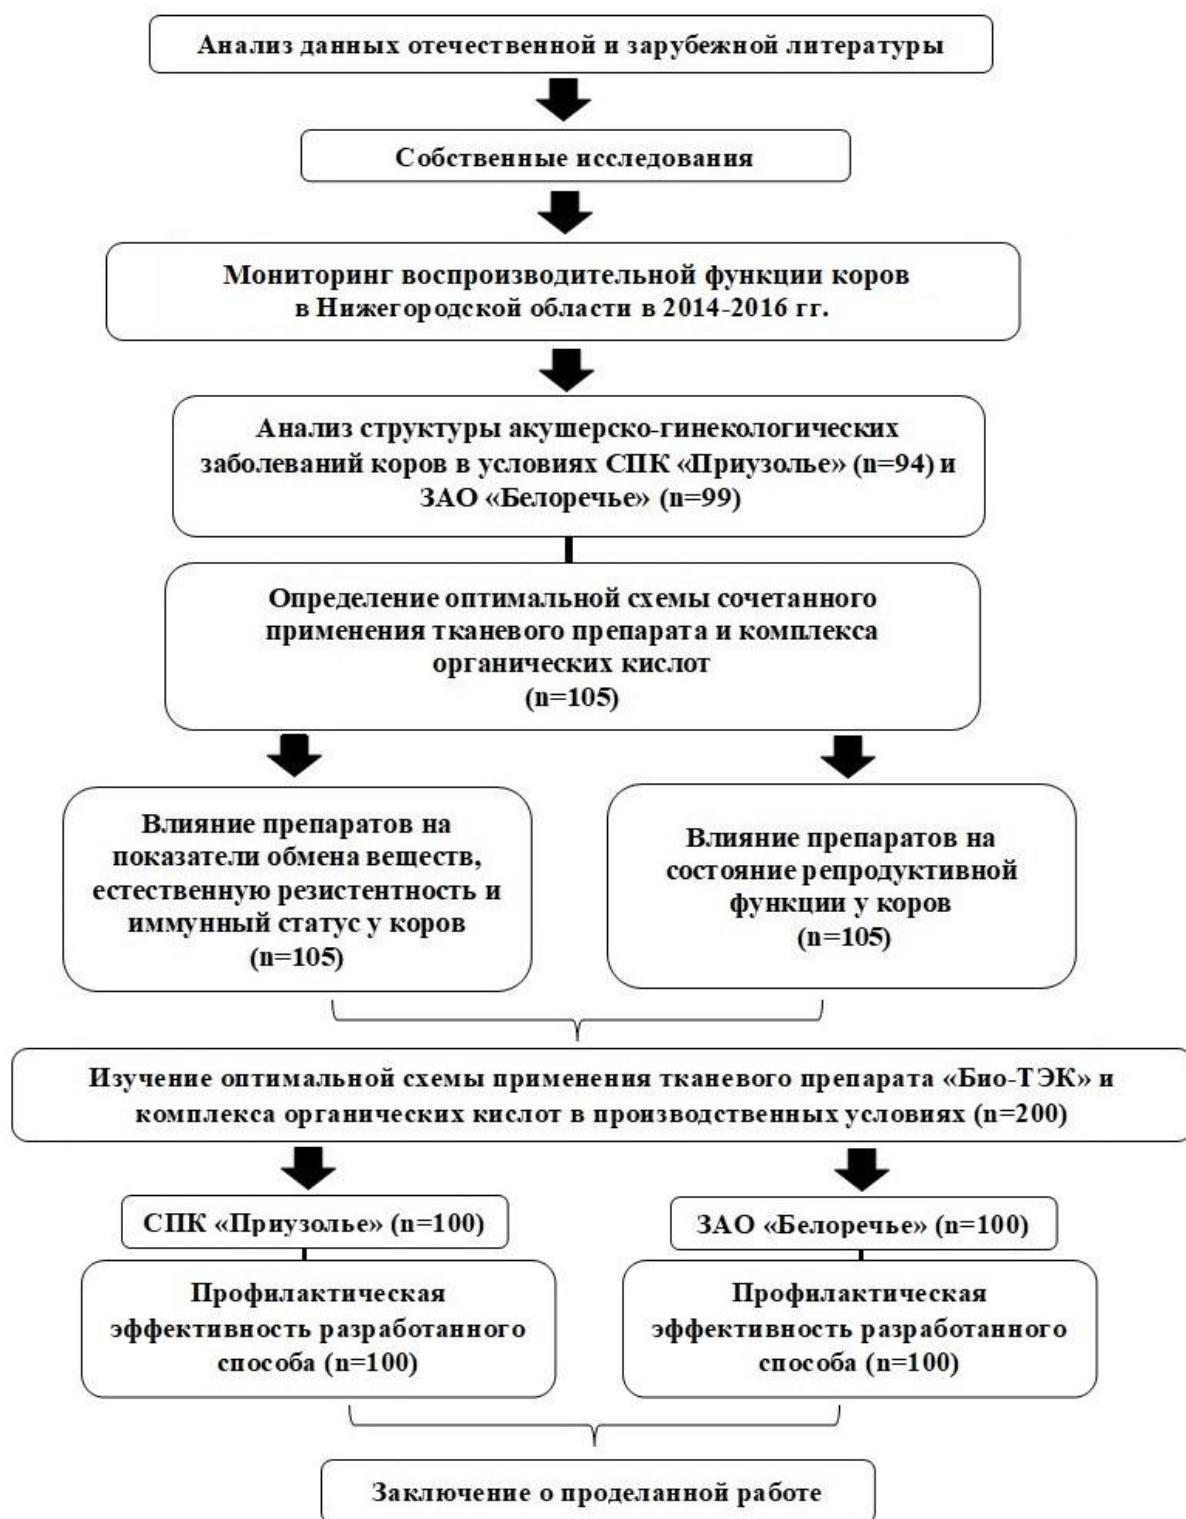 Анализ данных отечественной и зарубежной литературы
Собственные исследования
Мониторинг воспроизводительной функции коров
в Нижегородской области в 2014-2016 гг.
Анализ структуры акушерско-гинекологических
заболеваний коров в условиях СПК «Приузолье» (n=94) и
ЗАО «Белоречье» (n=99)
Определение оптимальной схемы сочетанного
применения тканевого препарата и комплекса
органических кислот
(n=105)
Влияние препаратов на
показатели обмена веществ,
естественную резистентность и
иммунный статус у коров
(n=105)
Влияние препаратов на
состояние репродуктивной
функции у коров
(n=105)
Изучение оптимальной схемы применения тканевого препарата «Био-ТЭК» и
комплекса органических кислот в производственных условиях (n=200)
СПК «Приузолье» (n=100)
ЗАО «Белоречье» (n=100)
Профилактическая
эффективность разработанного
способа (n=100)
Профилактическая
эффективность разработанного
способа (n=100)
Заключение о проделанной работе